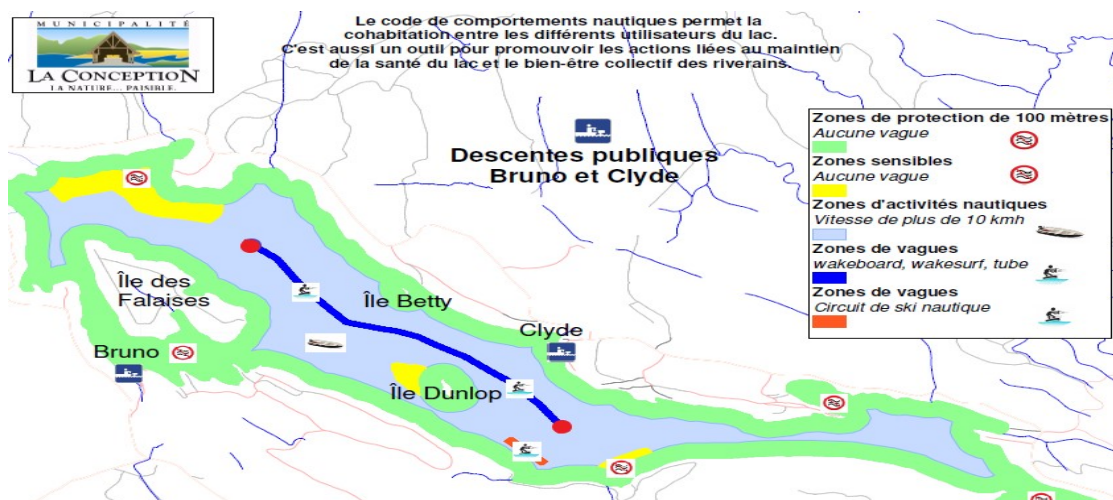 MUNICIPALITÉ
LA CONCEPTION
LA NATURE... PAISIBLE.
Le code de comportements nautiques permet la
cohabitation entre les différents utilisateurs du lac.
C'est aussi un outil pour promouvoir les actions liées au maintien
de la santé du lac et le bien-être collectif des riverains.
Descentes publiques
Bruno et Clyde
Zones de protection de 100 mètres
Aucune vague
Zones sensibles
Aucune vague
Zones d'activités nautiques
Vitesse de plus de 10 kmh
Zones de vagues
wakeboard, wakesurf, tube
Zones de vagues
Circuit de ski nautique
Île des
Falaises
Île Betty
Clyde
Bruno
Île Dunlop